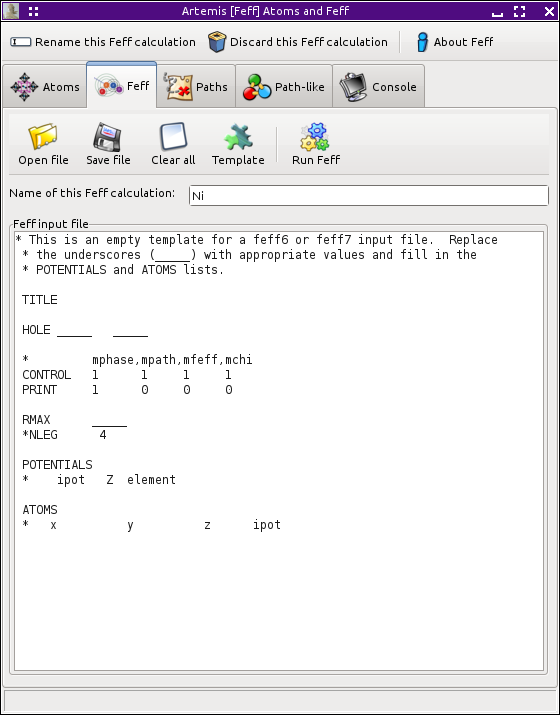 Artemis [Feff] Atoms and Feff
Rename this Feff calculation Discard this Feff calculation About Feff
Atoms Feff Paths Path-like Console
Open file Save file Clear all Template Run Feff
Name of this Feff calculation: Ni
Feff input file
* This is an empty template for a feff6 or feff7 input file.  Replace
* the underscores (_____) with appropriate values and fill in the
* POTENTIALS and ATOMS lists.
TITLE
HOLE _____   _____
*         mphase,mpath,mfeff,mchi
CONTROL   1      1     1     1
PRINT     1      0     0     0
RMAX      _____
*NLEG      4
POTENTIALS
*    ipot   Z  element
ATOMS
*   x          y          z      ipot